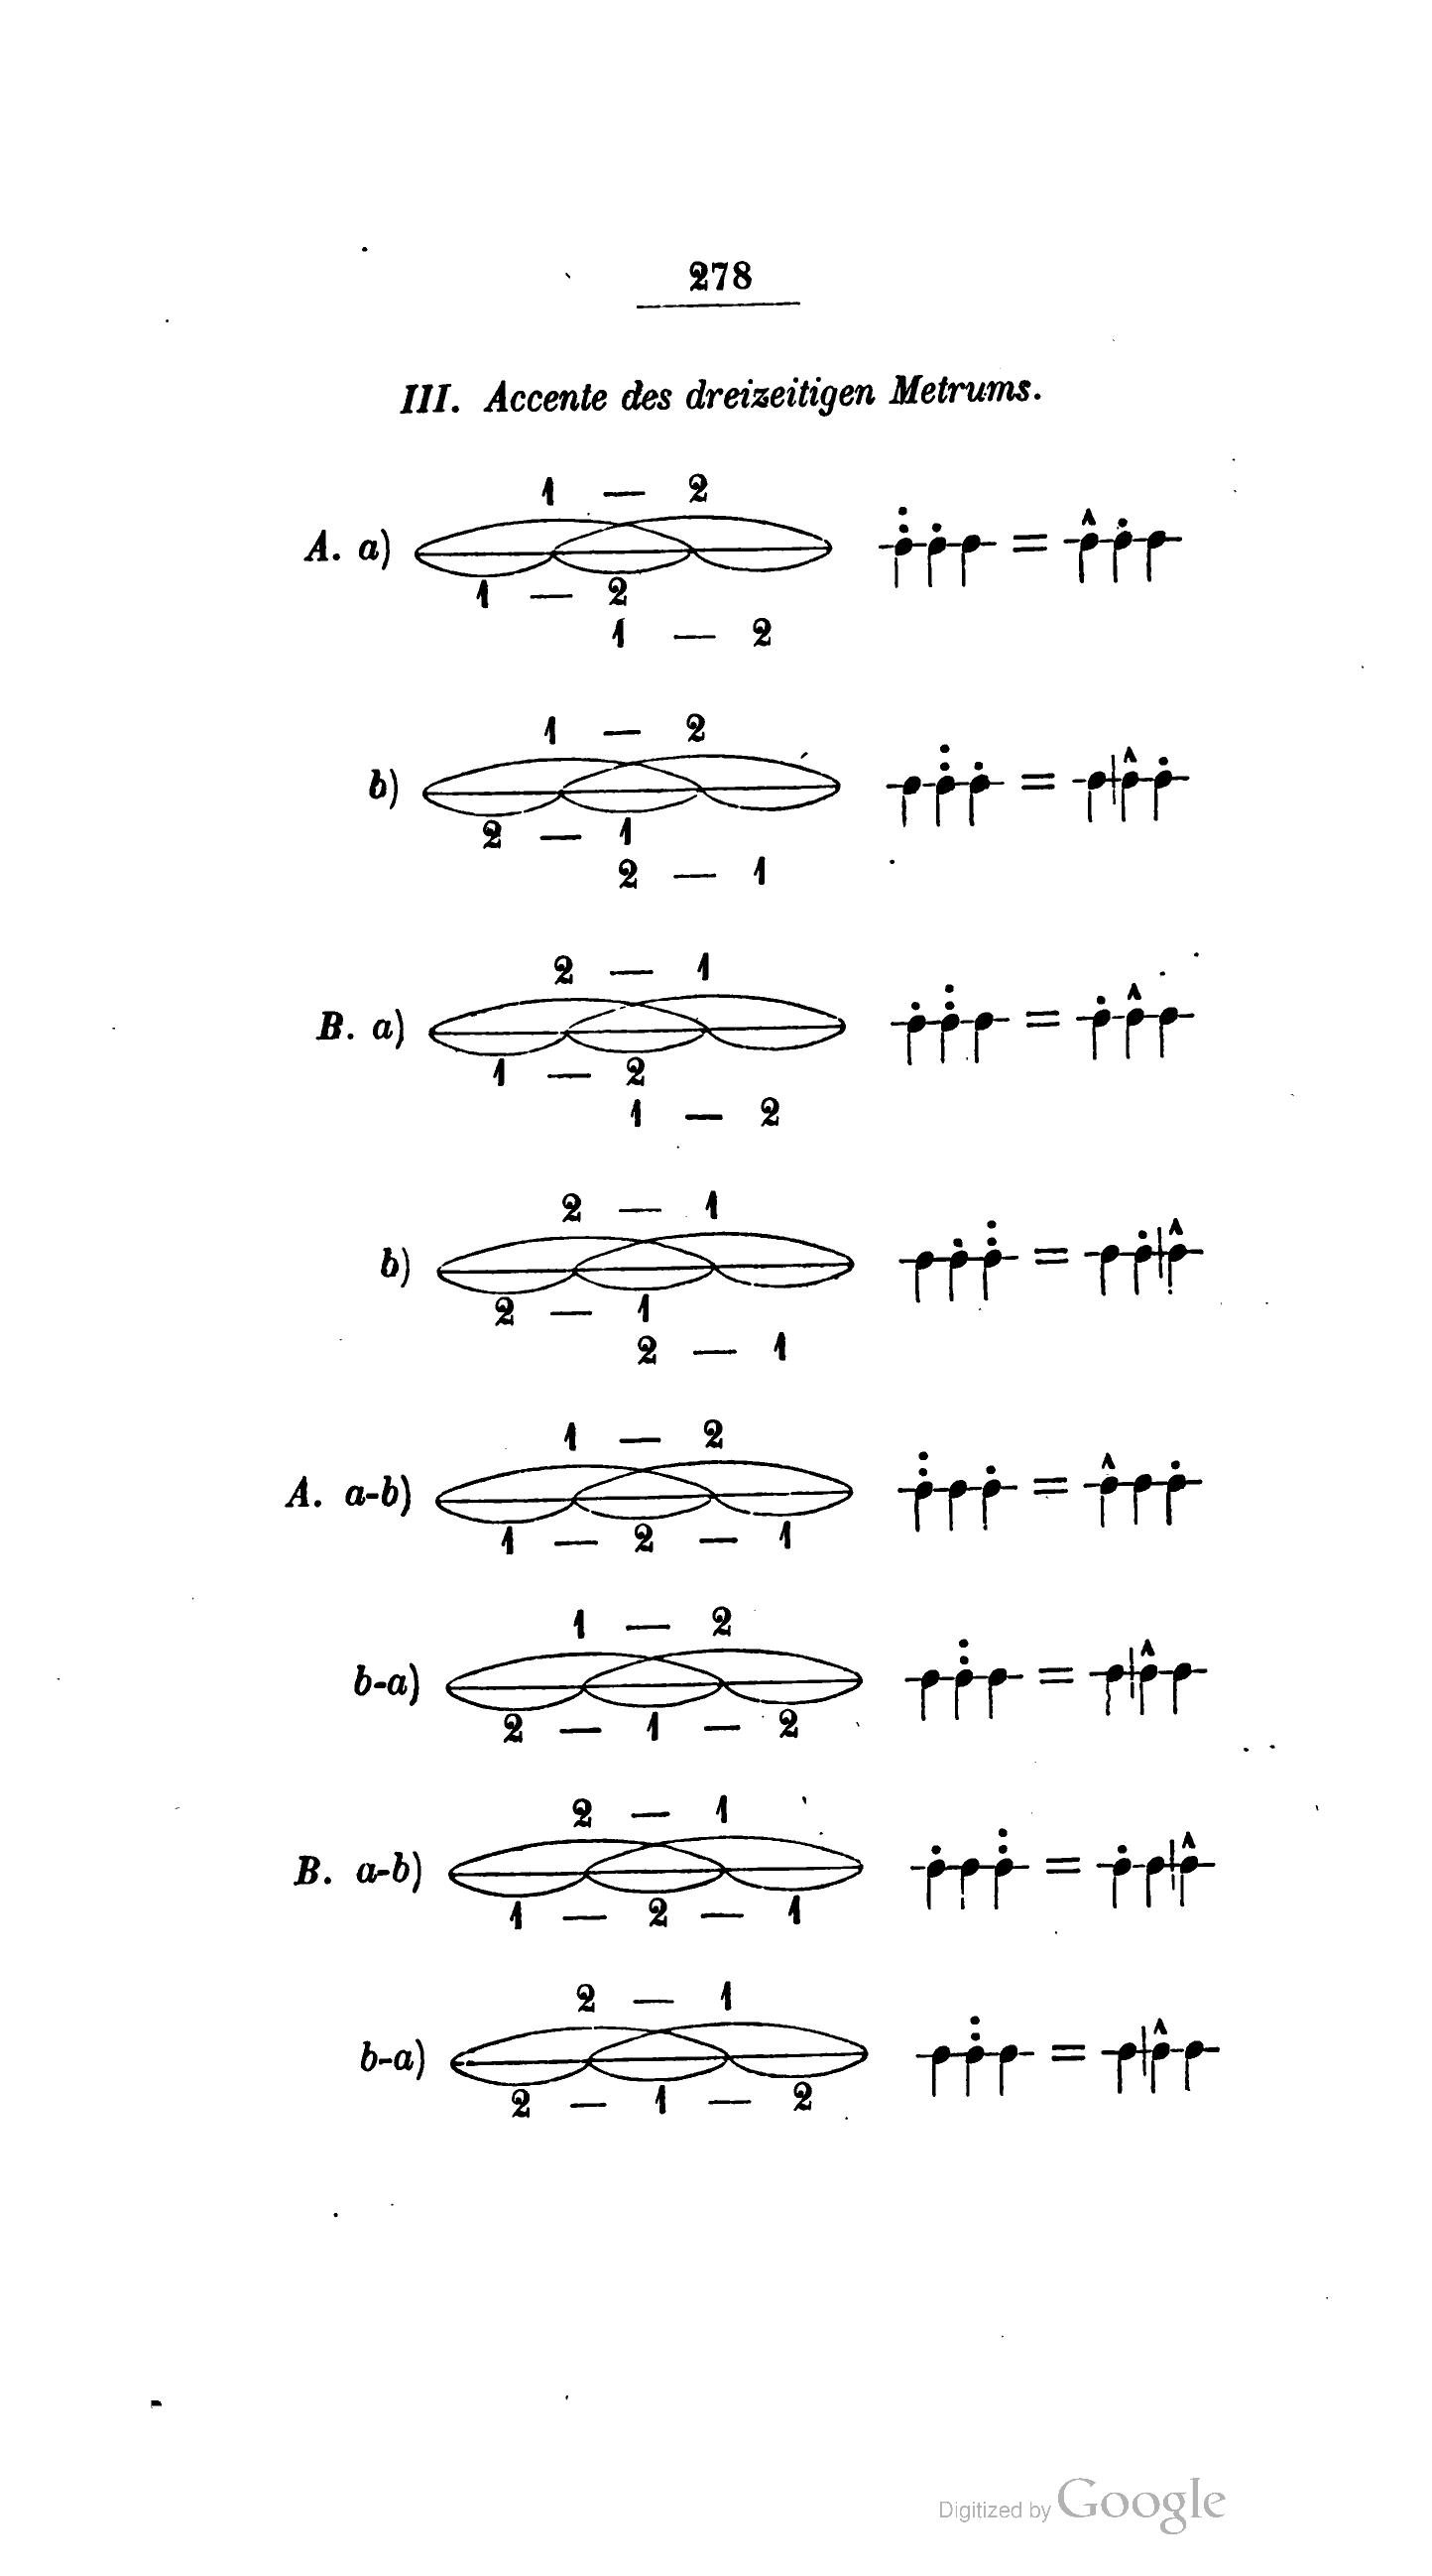 278
III. Accente des dreizeitigen Metrums.
1 — 2
A. a)
=
1 — 2
1 — 2
1 — 2
b)
=
2 — 1
2 — 1
2 — 1
B. a)
=
1 — 2
1 — 2
2 — 1
b)
=
2 — 1
2 — 1
1 — 2
A. a-b)
=
1 — 2 — 1
1 — 2
b-a)
=
2 — 1 — 2
2 — 1
B. a-b)
=
1 — 2 — 1
2 — 1
b-a)
=
2 — 1 — 2
Digitized by Google